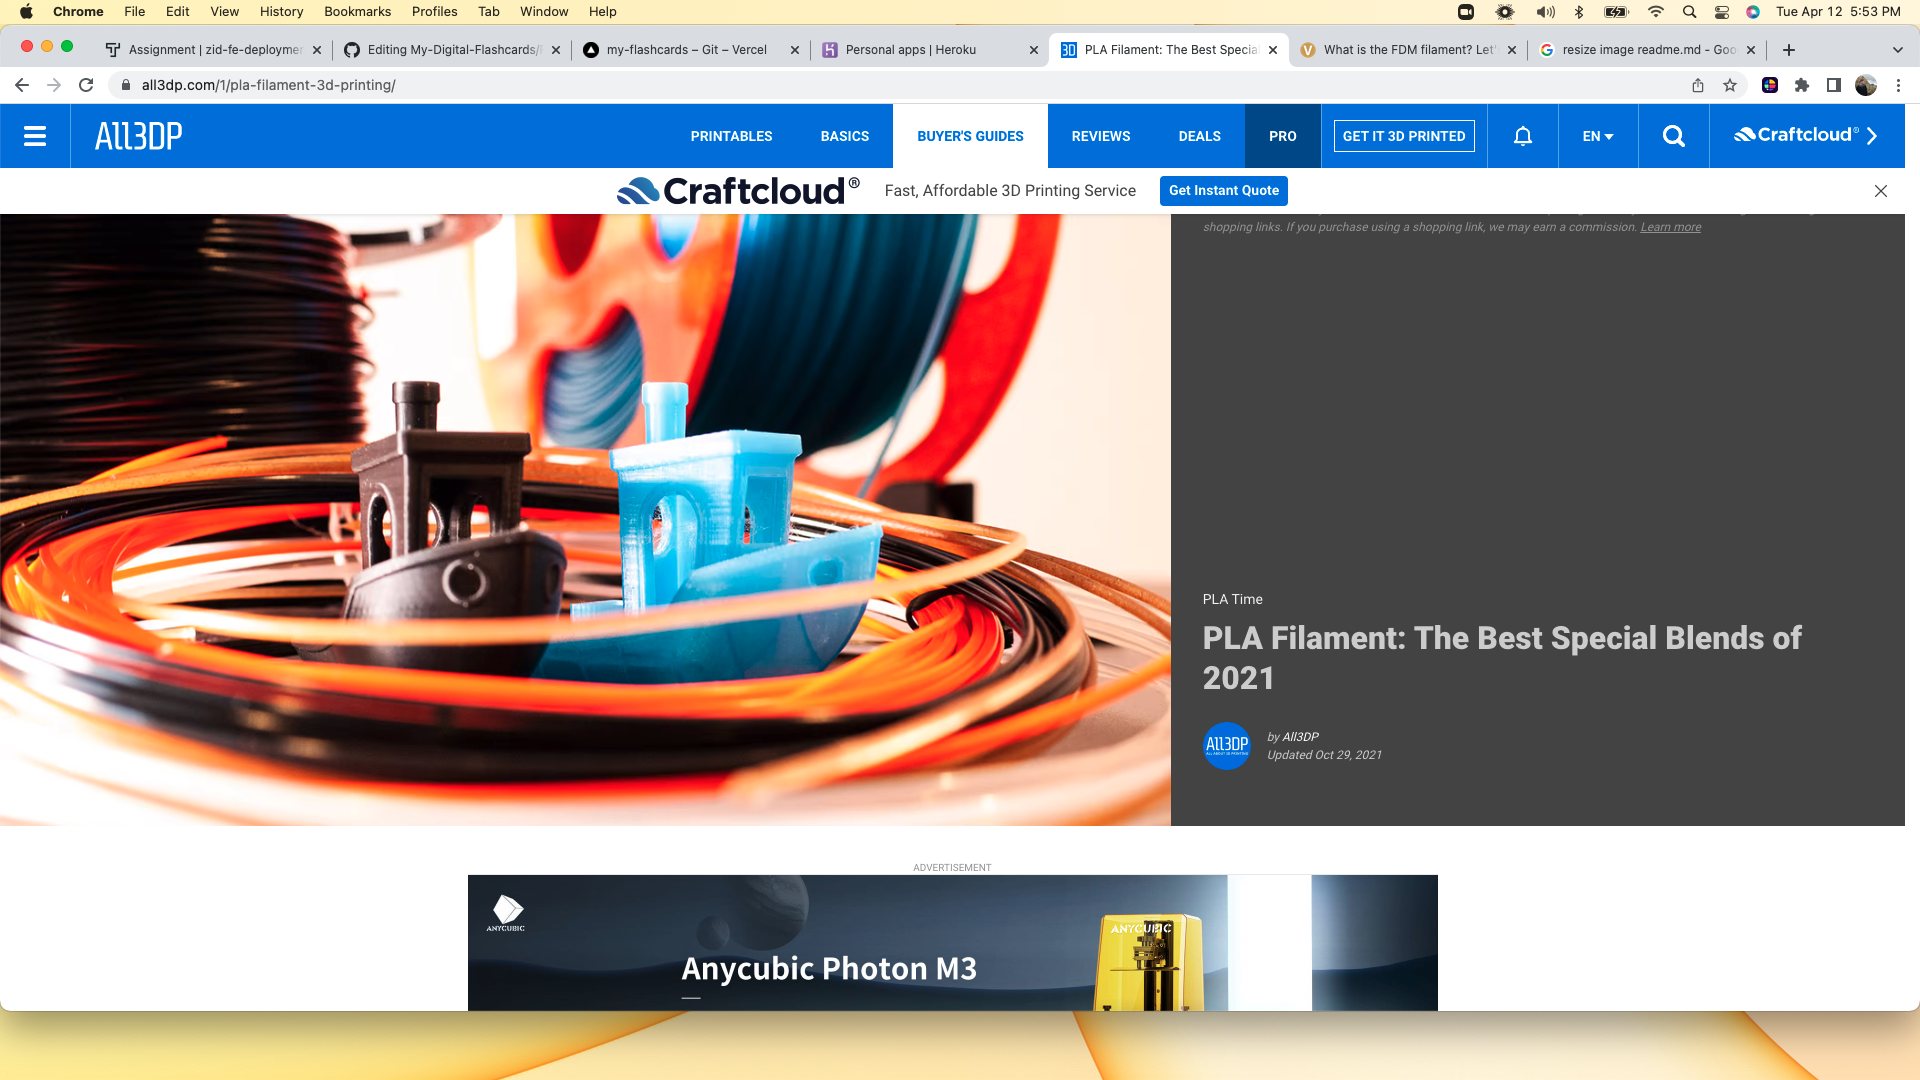 Chrome File Edit View History Bookmarks Profiles Tab Window Help Tue Apr 12 5:53 PM
Assignment | zid-fe-deploymen Editing My-Digital-Flashcards/ my-flashcards – Git – Vercel Personal apps | Heroku PLA Filament: The Best Specia What is the FDM filament? Let' resize image readme.md - Goo
all3dp.com/1/pla-filament-3d-printing/
All3DP PRINTABLES BASICS BUYER'S GUIDES REVIEWS DEALS PRO GET IT 3D PRINTED EN Craftcloud®
Craftcloud® Fast, Affordable 3D Printing Service Get Instant Quote
shopping links. If you purchase using a shopping link, we may earn a commission. Learn more
PLA Time
PLA Filament: The Best Special Blends of
2021
All3DP by All3DP
Updated Oct 29, 2021
ADVERTISEMENT
ANYCUBIC
ANYCUBIC
Anycubic Photon M3